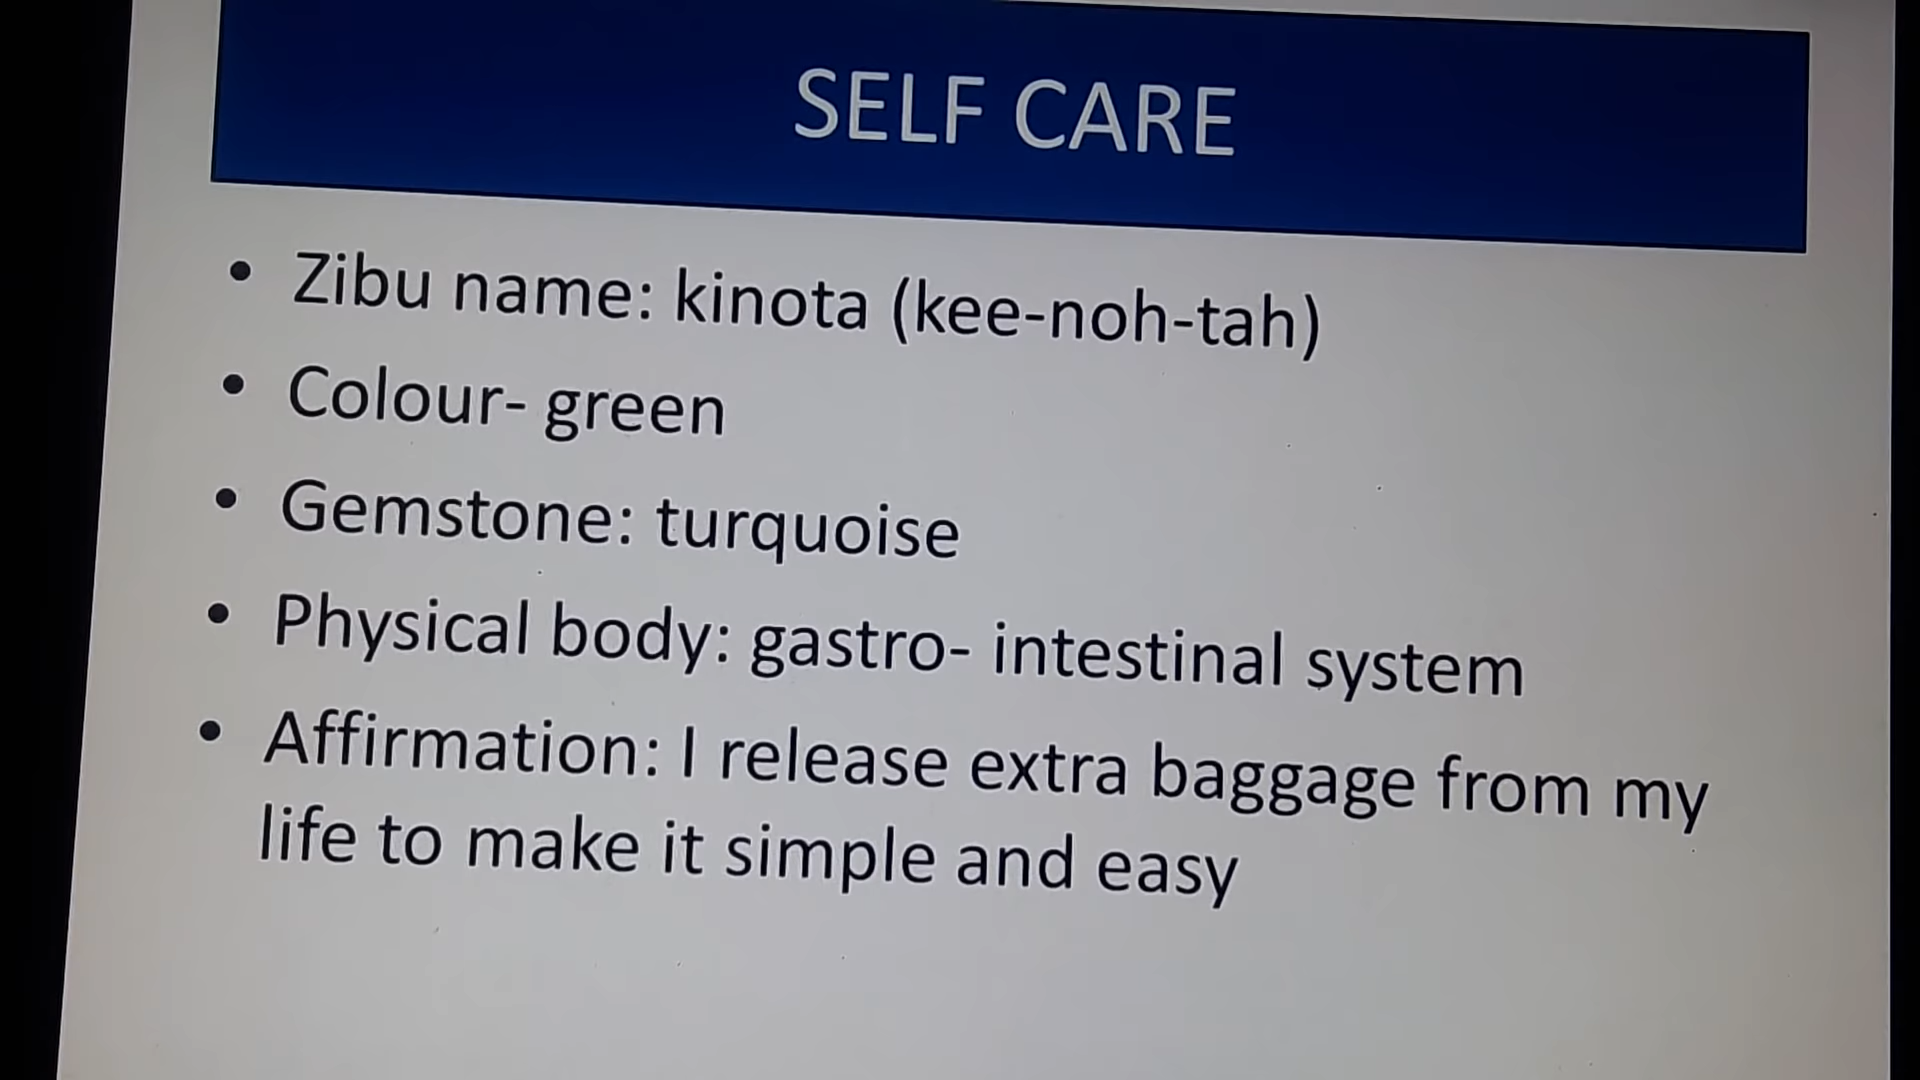 SELF CARE
• Zibu name: kinota (kee-noh-tah)
• Colour- green
• Gemstone: turquoise
• Physical body: gastro- intestinal system
• Affirmation: I release extra baggage from my
life to make it simple and easy